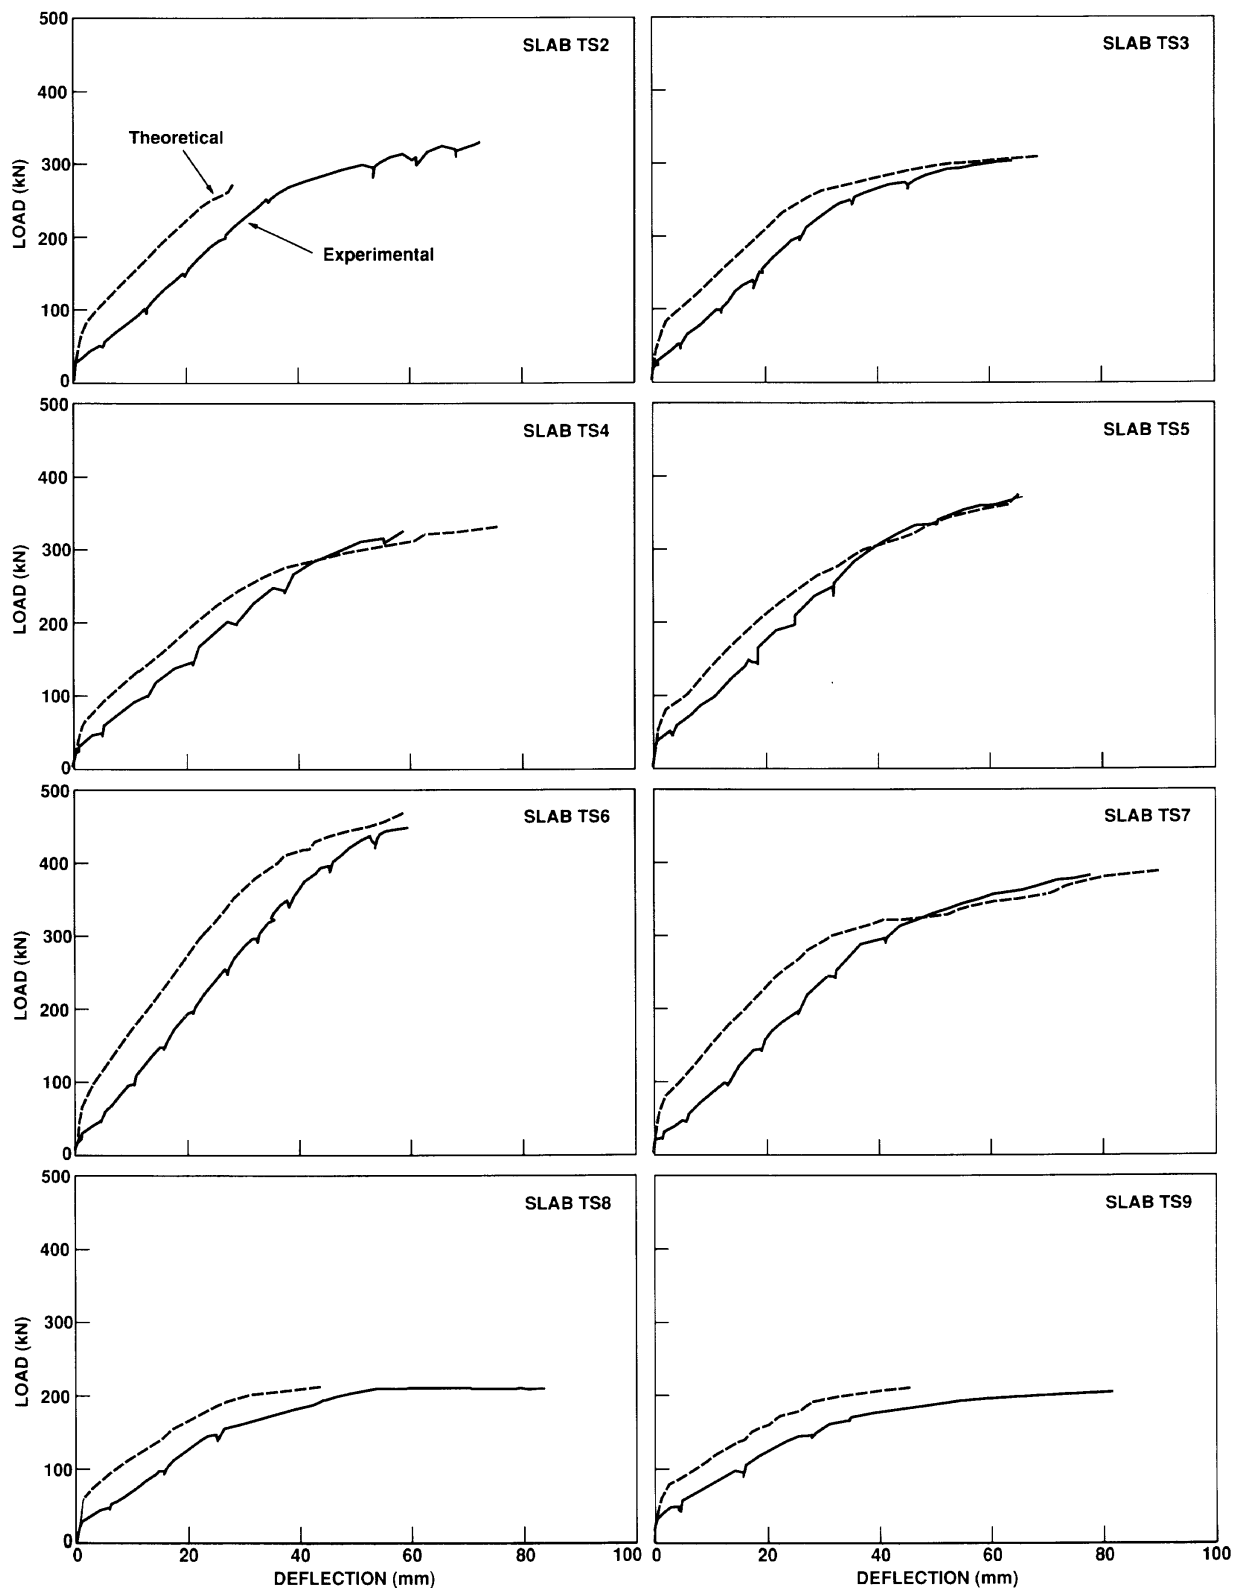 500
SLAB TS2
SLAB TS3
400
Theoretical
300
LOAD (kN)
200
Experimental
100
0
500
SLAB TS4
SLAB TS5
400
300
LOAD (kN)
200
100
0
500
SLAB TS6
SLAB TS7
400
300
LOAD (kN)
200
100
0
500
SLAB TS8
SLAB TS9
400
300
LOAD (kN)
200
100
0
0 20 40 60 80 100 0 20 40 60 80 100
DEFLECTION (mm) DEFLECTION (mm)